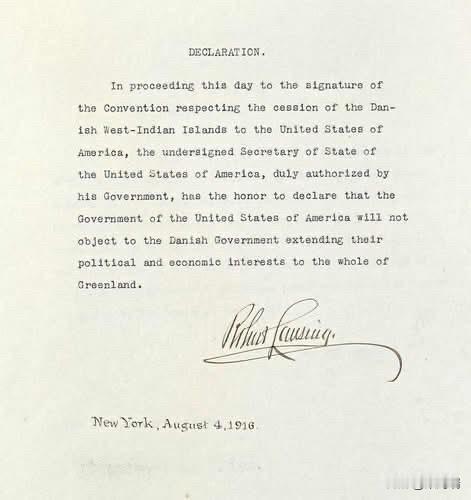 DECLARATION.
In proceeding this day to the signature of
the Convention respecting the cession of the Dan-
ish West-Indian Islands to the United States of
America, the undersigned Secretary of State of
the United States of America, duly authorized by
his Government, has the honor to declare that the
Government of the United States of America will not
object to the Danish Government extending their
political and economic interests to the whole of
Greenland.
Robert Lansing.
New York, August 4, 1916.